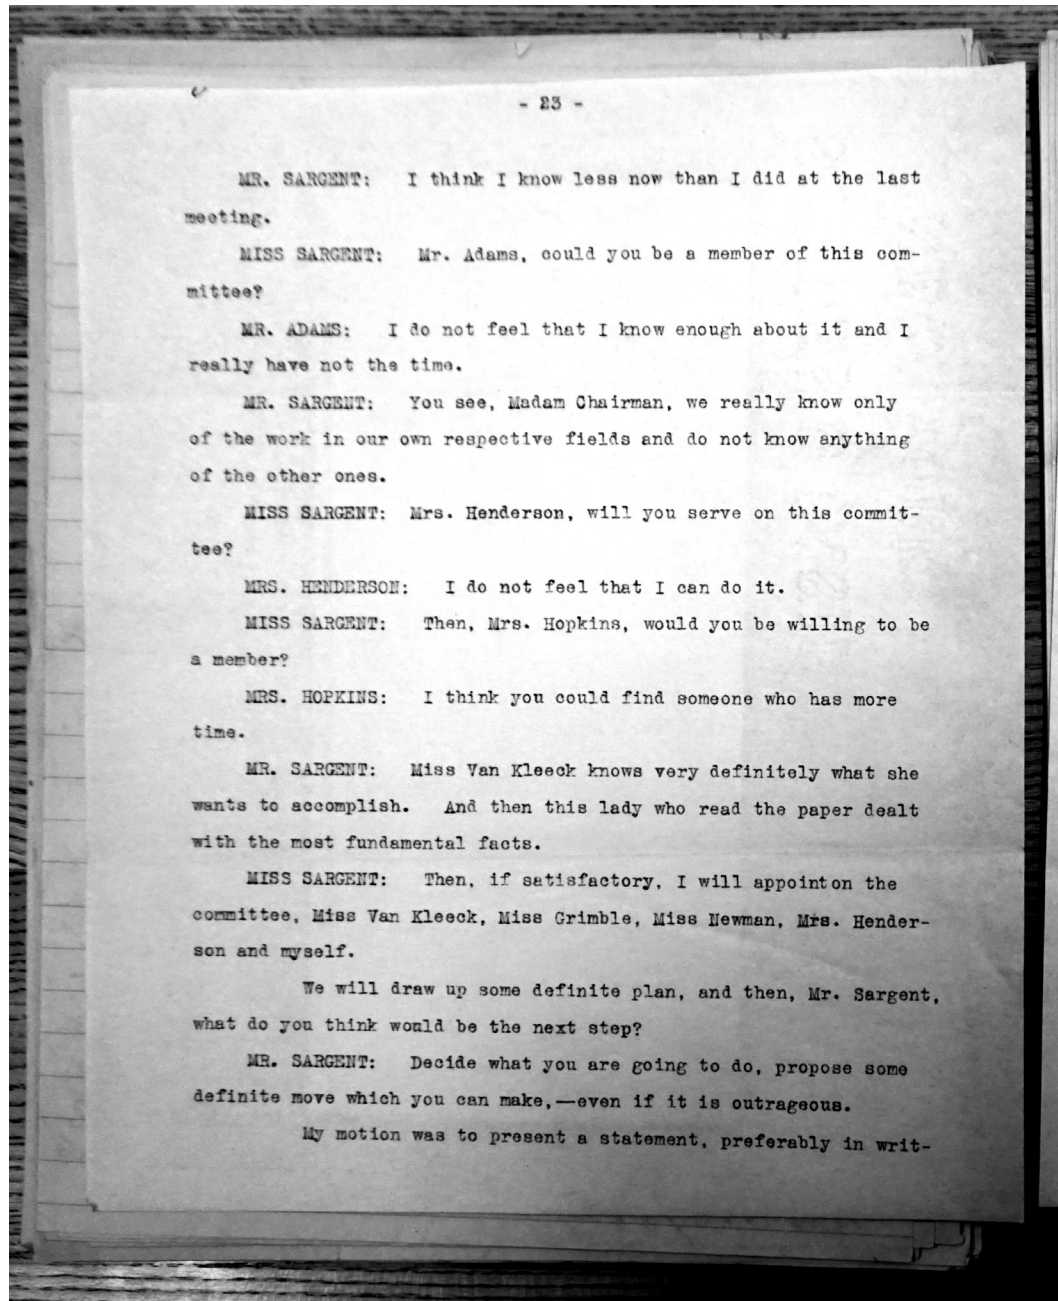 - 23 -
MR. SARGENT: I think I know less now than I did at the last
meeting.
MISS SARGENT: Mr. Adams, could you be a member of this com-
mittee?
MR. ADAMS: I do not feel that I know enough about it and I
really have not the time.
MR. SARGENT: You see, Madam Chairman, we really know only
of the work in our own respective fields and do not know anything
of the other ones.
MISS SARGENT: Mrs. Henderson, will you serve on this commit-
tee?
MRS. HENDERSON: I do not feel that I can do it.
MISS SARGENT: Then, Mrs. Hopkins, would you be willing to be
a member?
MRS. HOPKINS: I think you could find someone who has more
time.
MR. SARGENT: Miss Van Kleeck knows very definitely what she
wants to accomplish. And then this lady who read the paper dealt
with the most fundamental facts.
MISS SARGENT: Then, if satisfactory, I will appointon the
committee, Miss Van Kleeck, Miss Grimble, Miss Newman, Mrs. Hender-
son and myself.
We will draw up some definite plan, and then, Mr. Sargent,
what do you think would be the next step?
MR. SARGENT: Decide what you are going to do, propose some
definite move which you can make,—even if it is outrageous.
My motion was to present a statement, preferably in writ-